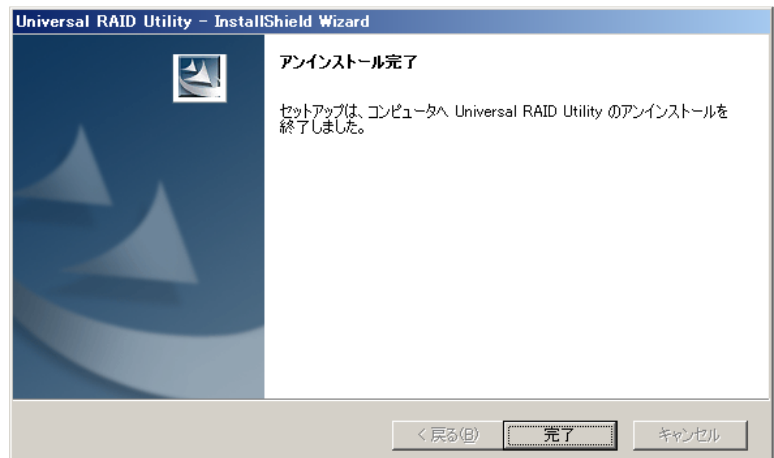 Universal RAID Utility - InstallShield Wizard
アンインストール完了
セットアップは、コンピュータへ Universal RAID Utility のアンインストールを
終了しました。
< 戻る(B)
完了
キャンセル